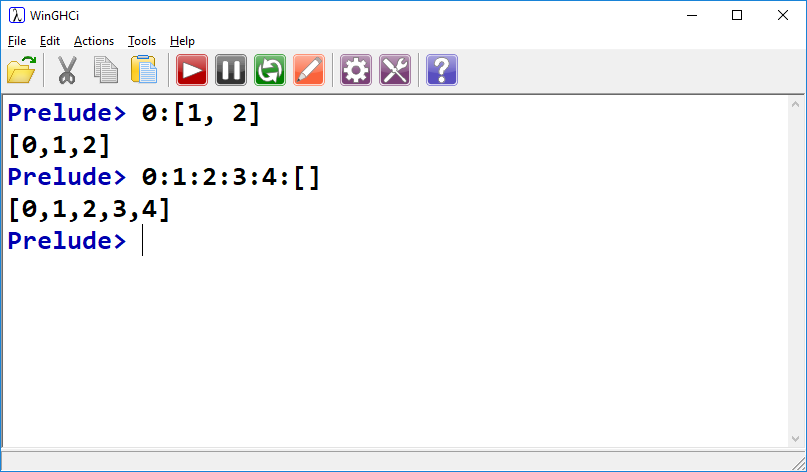 WinGHCi
File Edit Actions Tools Help
Prelude> 0:[1, 2]
[0,1,2]
Prelude> 0:1:2:3:4:[]
[0,1,2,3,4]
Prelude>